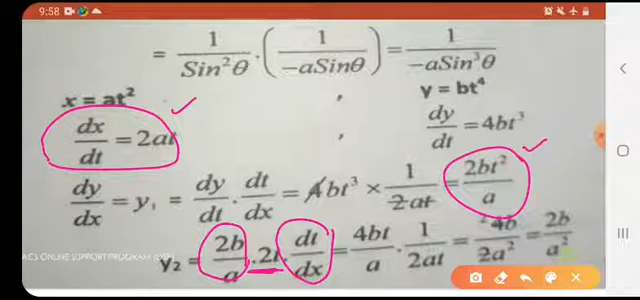 9:58
= 1/Sin²θ . (1/-aSinθ) = 1/-aSin³θ
x = at² , y = bt⁴
dx/dt = 2at , dy/dt = 4bt³
dy/dx = y₁ = dy/dt . dt/dx = 4bt³ × 1/2at = 2bt²/a
y₂ = 2b/a .2t. dt/dx = 4bt/a . 1/2at = 4b/2a² = 2b/a²
ACS ONLINE SUPPORT PROGRAM